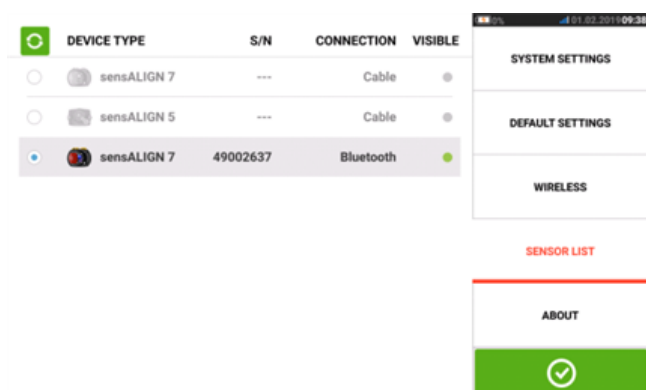 DEVICE TYPE S/N CONNECTION VISIBLE
sensALIGN 7 --- Cable
sensALIGN 5 --- Cable
sensALIGN 7 49002637 Bluetooth
0% 01.02.2019 09:38
SYSTEM SETTINGS
DEFAULT SETTINGS
WIRELESS
SENSOR LIST
ABOUT